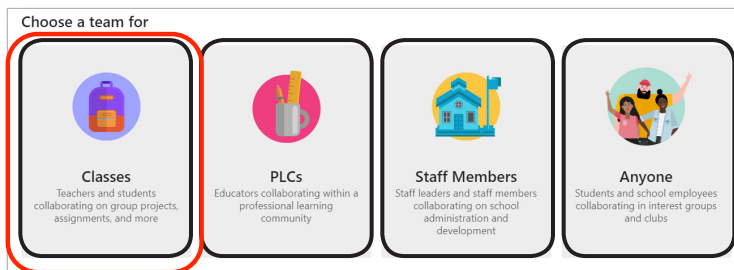 Choose a team for
Classes
Teachers and students
collaborating on group projects,
assignments, and more
PLCs
Educators collaborating within a
professional learning
community
Staff Members
Staff leaders and staff members
collaborating on school
administration and
development
Anyone
Students and school employees
collaborating in interest groups
and clubs